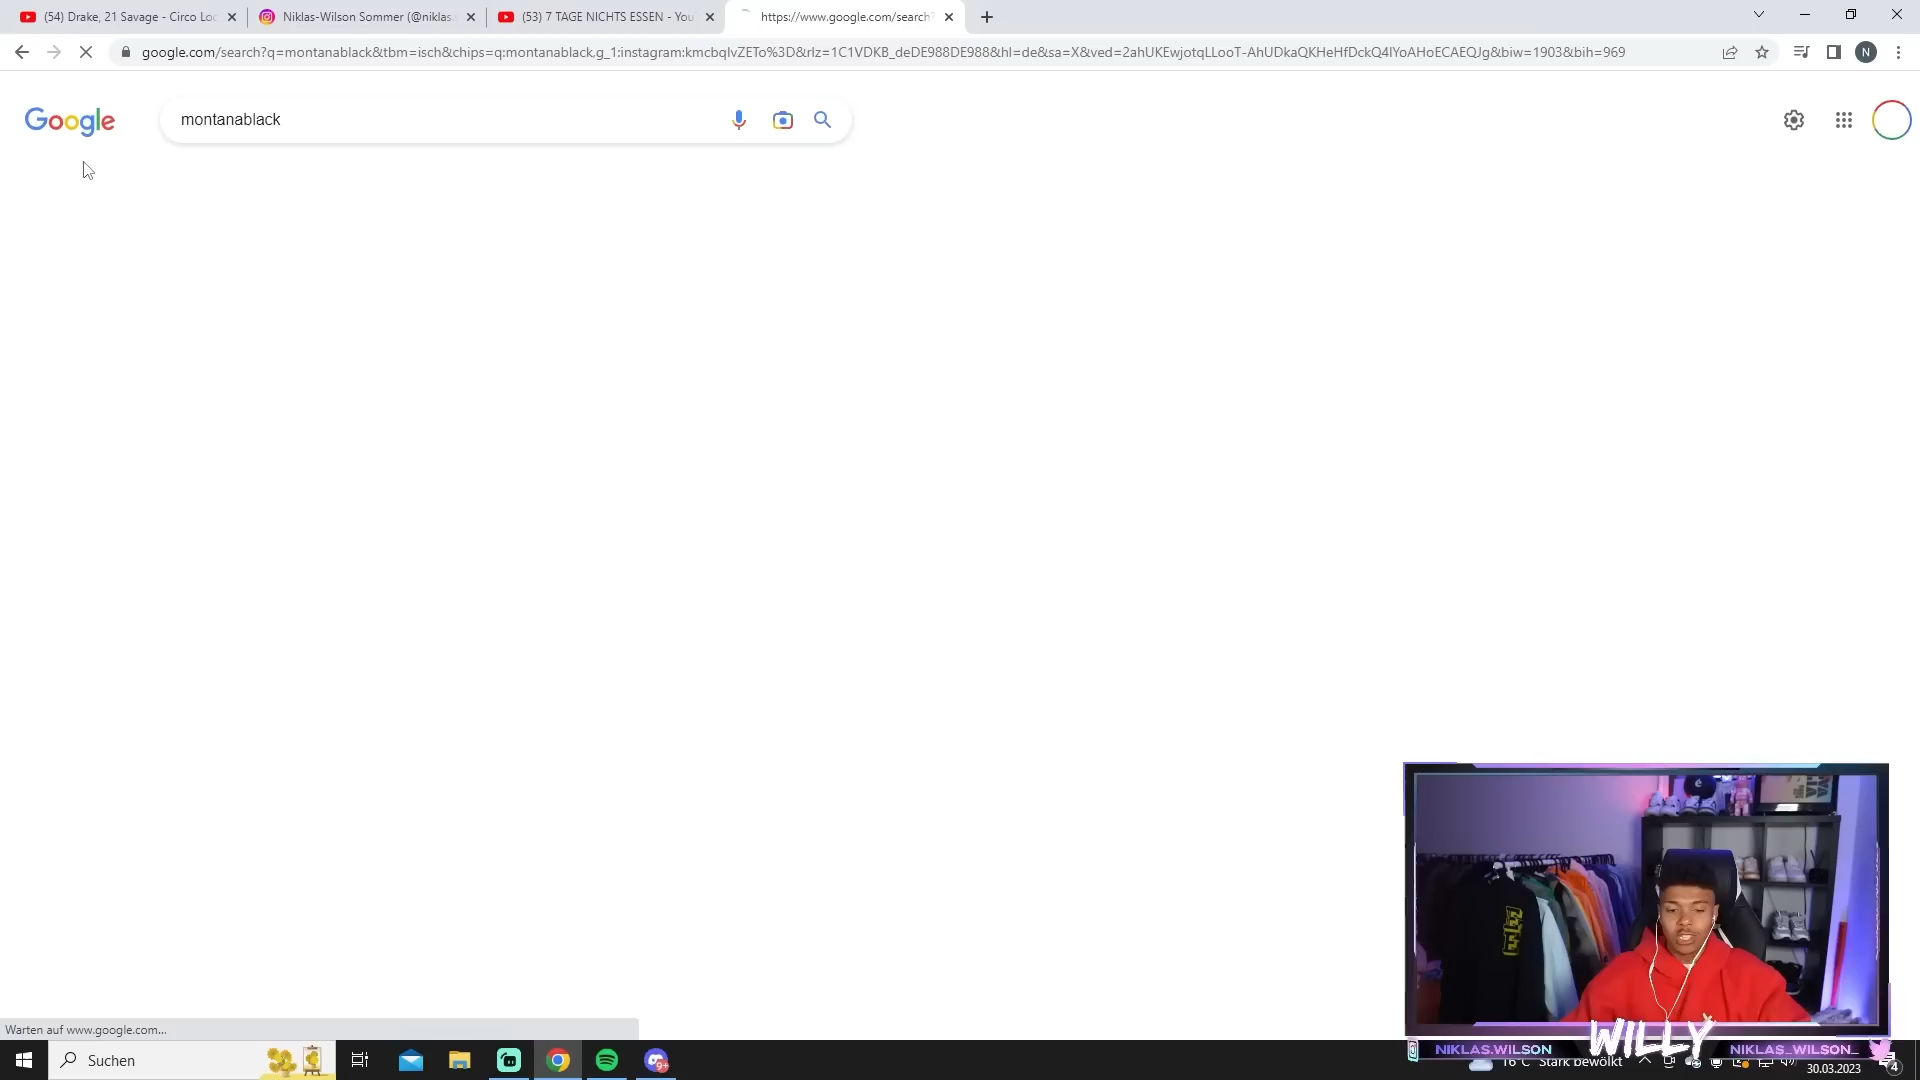 (54) Drake, 21 Savage - Circo Loc
Niklas-Wilson Sommer (@niklas.
(53) 7 TAGE NICHTS ESSEN - You
https://www.google.com/search?
google.com/search?q=montanablack&tbm=isch&chips=q:montanablack,g_1:instagram:kmcbqlvZETo%3D&rlz=1C1VDKB_deDE988DE988&hl=de&sa=X&ved=2ahUKEwjotqLLooT-AhUDkaQKHeHfDckQ4lYoAHoECAEQJg&biw=1903&bih=969
N
Google
montanablack
Warten auf www.google.com...
Suchen
9+
WILLY
NIKLAS.WILSON
NIKLAS_WILSON_
16°C Stark bewölkt
30.03.2023
4